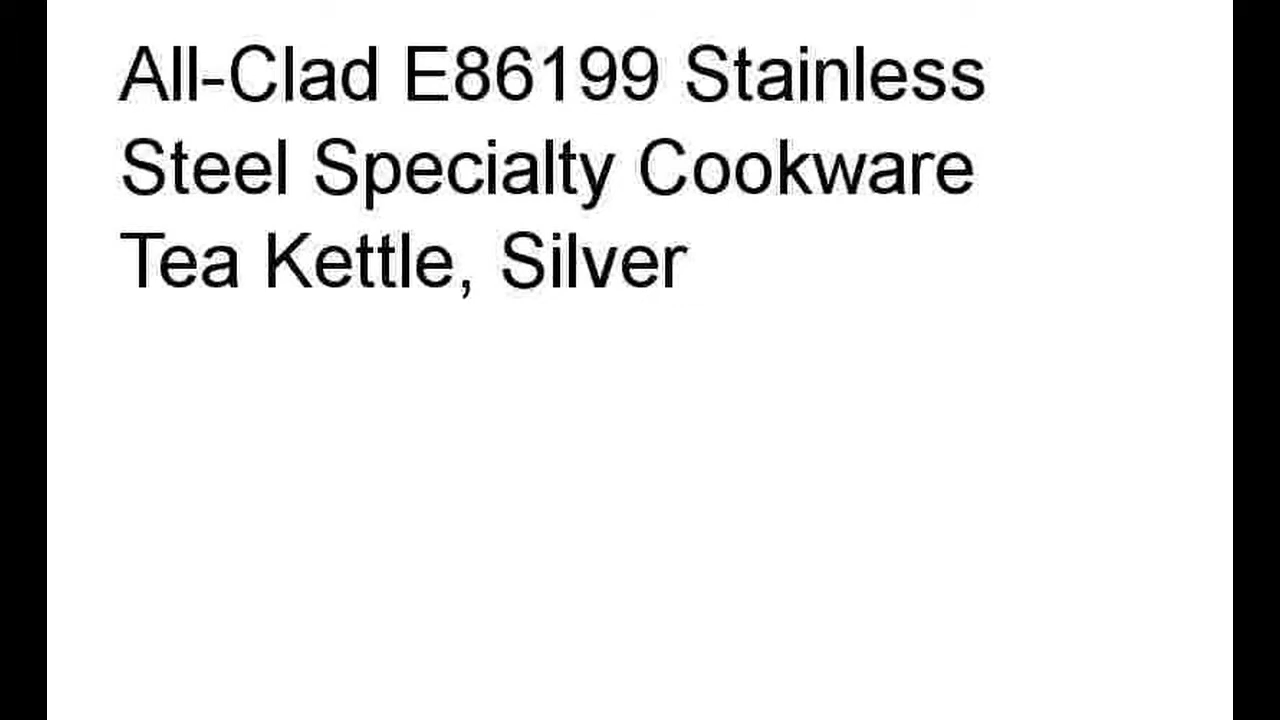 All-Clad E86199 Stainless
Steel Specialty Cookware
Tea Kettle, Silver